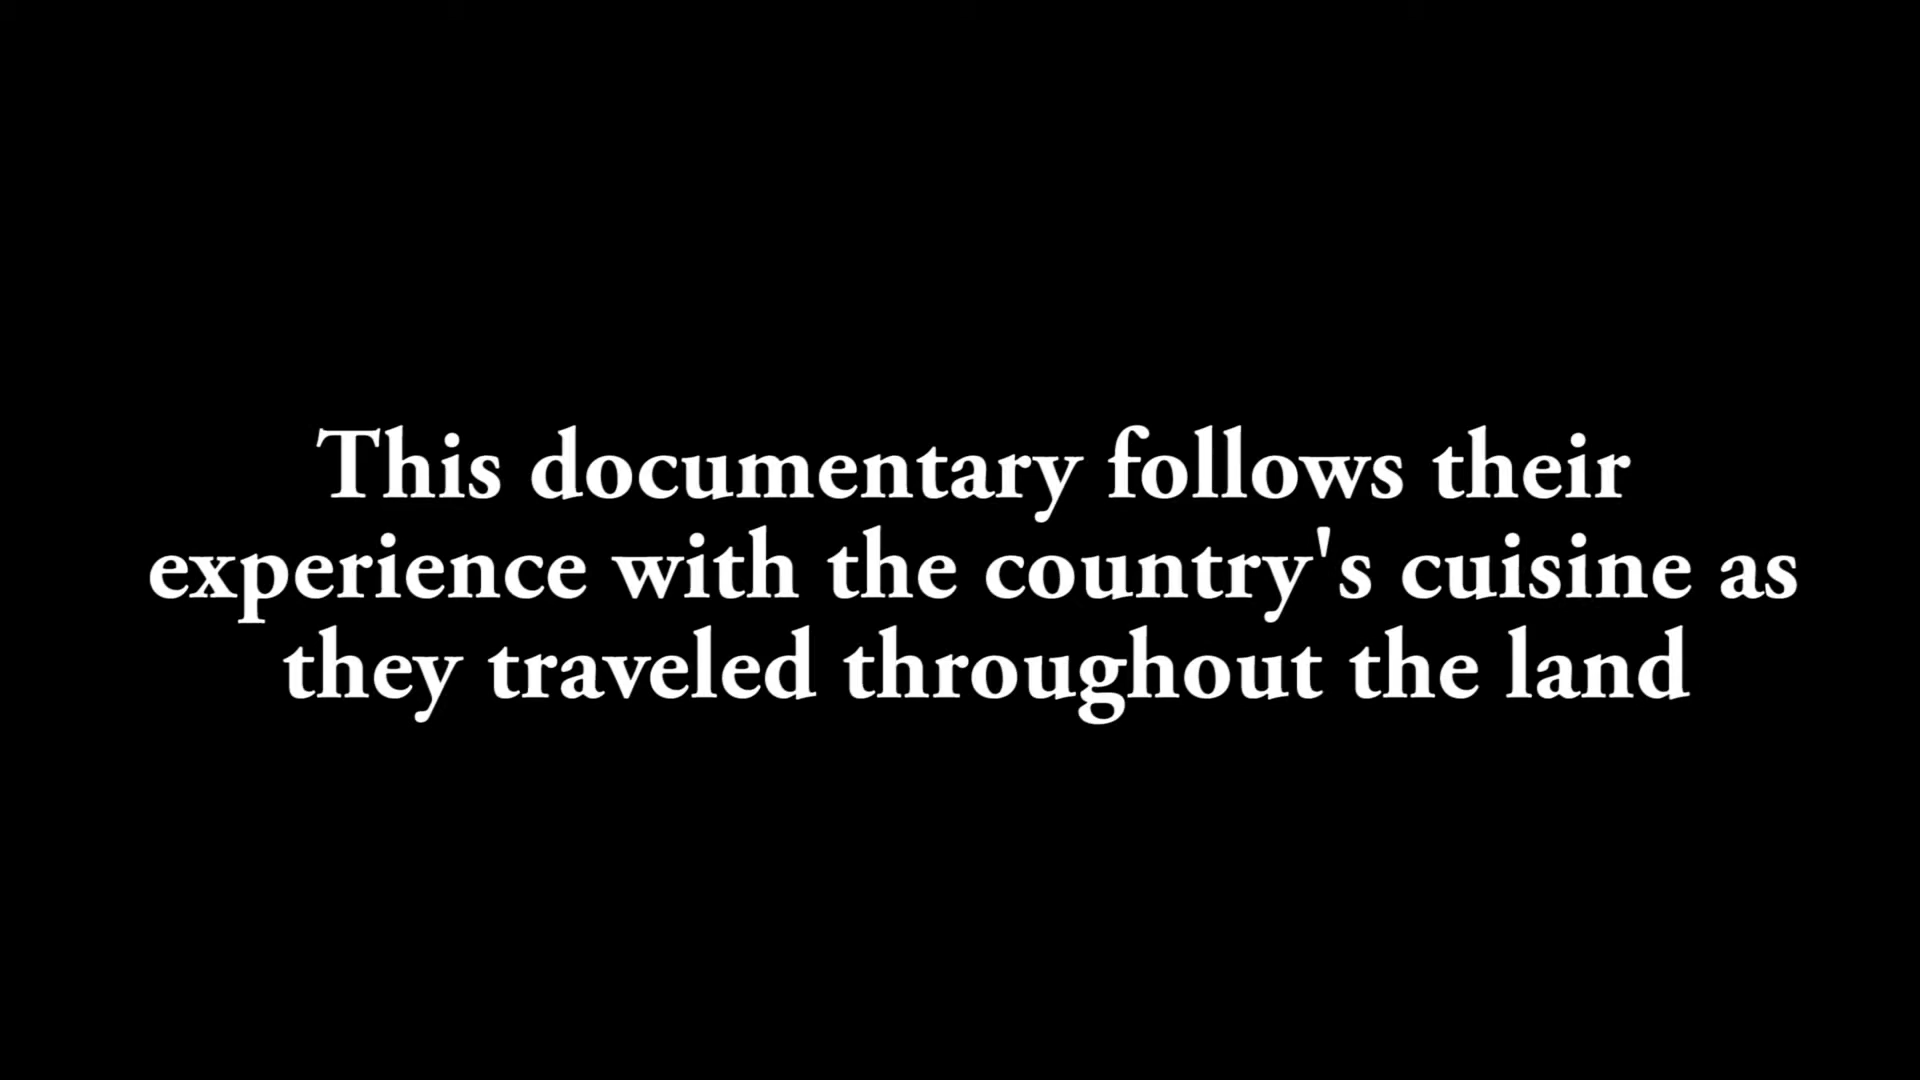 This documentary follows their
experience with the country's cuisine as
they traveled throughout the land